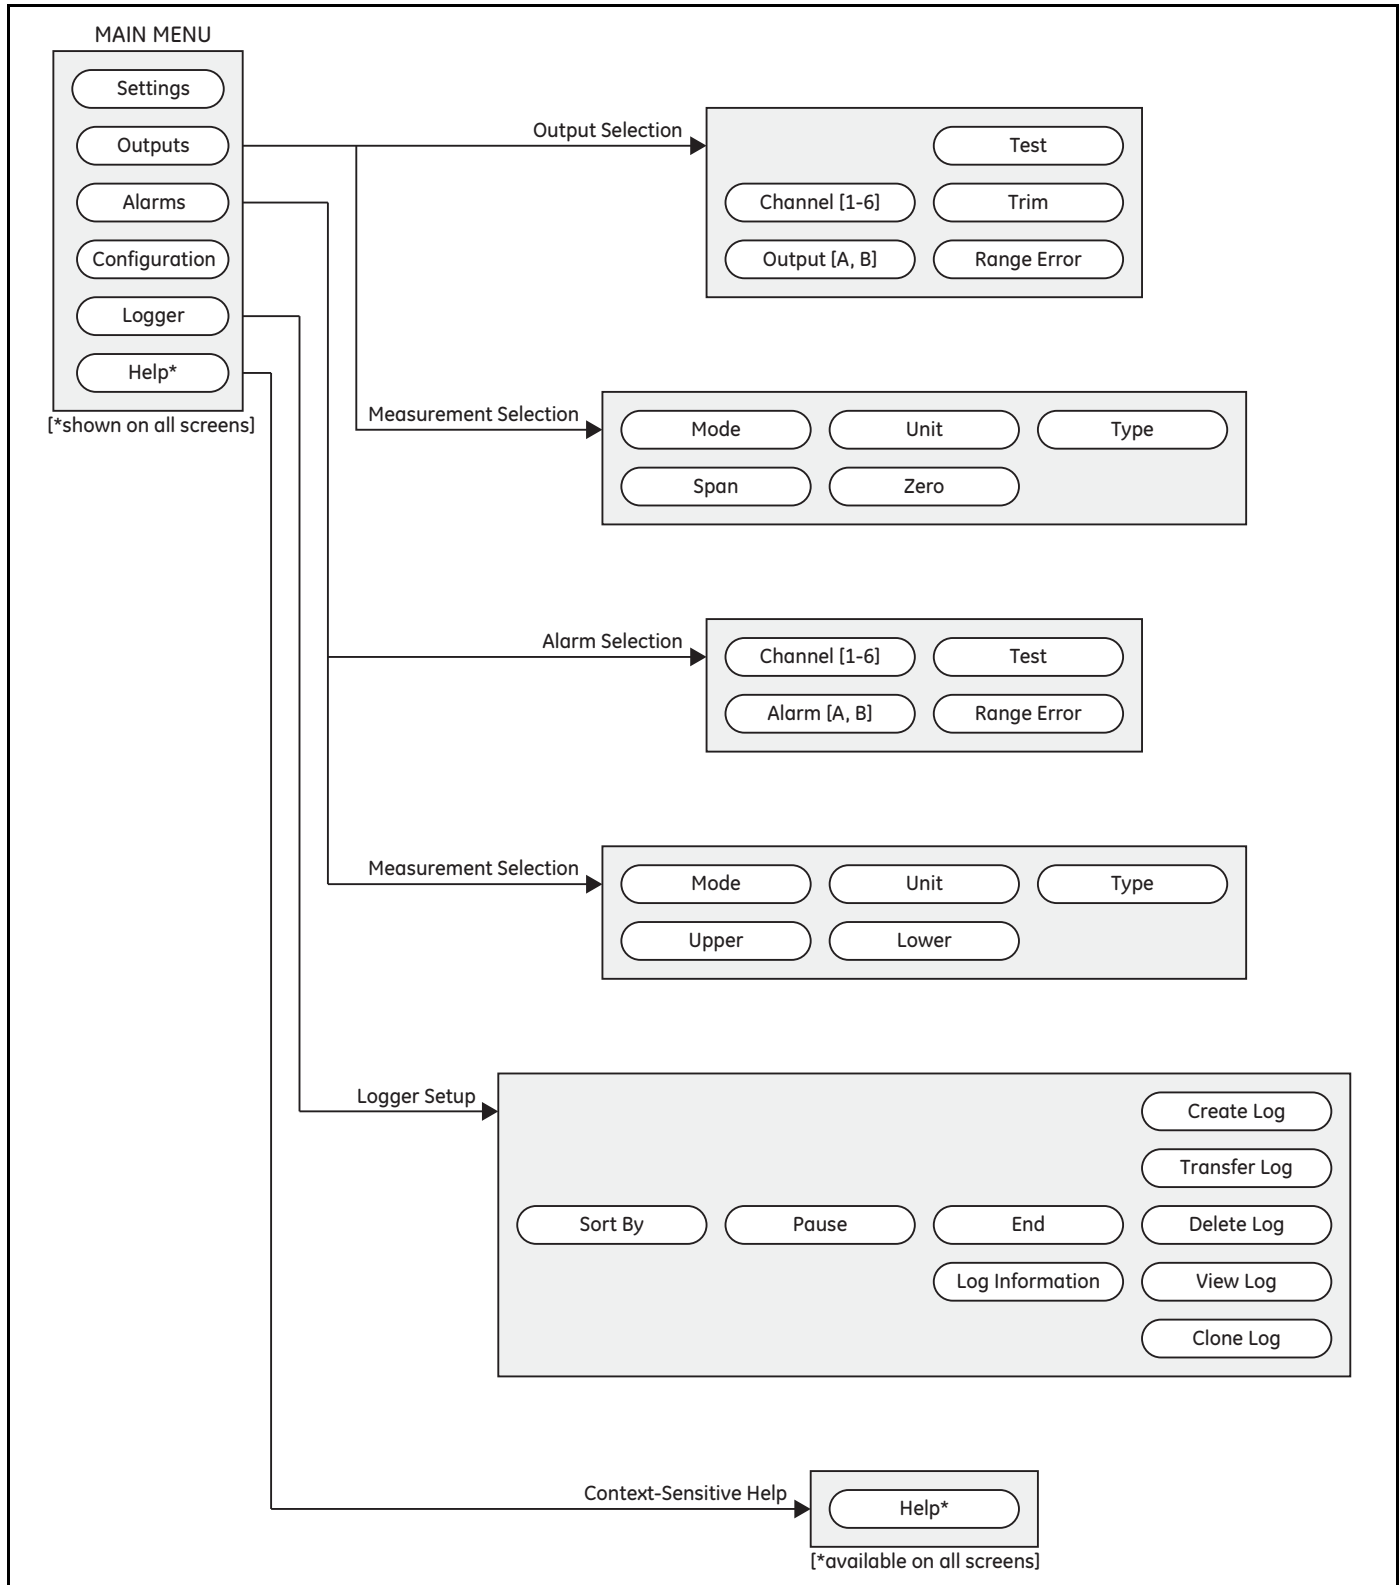 MAIN MENU
Settings
Outputs
Alarms
Configuration
Logger
Help*
[*shown on all screens]
Output Selection
Test
Channel [1-6]
Trim
Output [A, B]
Range Error
Measurement Selection
Mode
Unit
Type
Span
Zero
Alarm Selection
Channel [1-6]
Test
Alarm [A, B]
Range Error
Measurement Selection
Mode
Unit
Type
Upper
Lower
Logger Setup
Create Log
Transfer Log
Sort By
Pause
End
Delete Log
Log Information
View Log
Clone Log
Context-Sensitive Help
Help*
[*available on all screens]